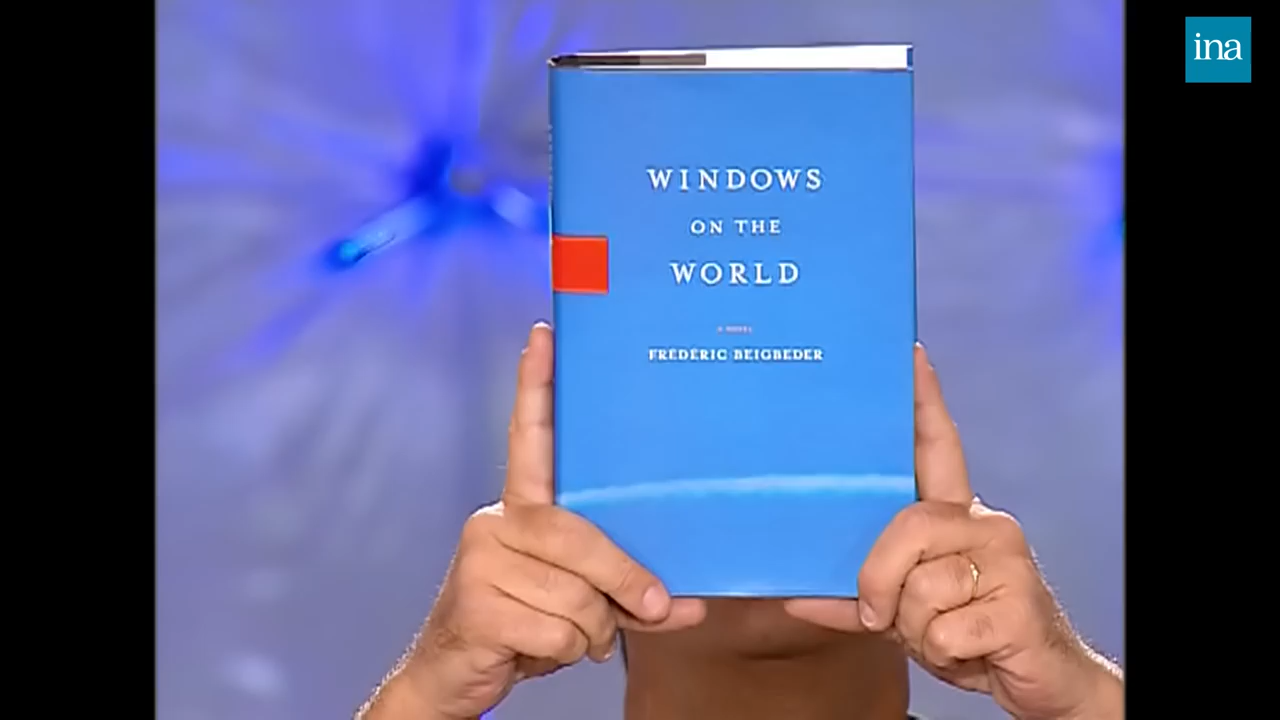 ina
WINDOWS
ON THE
WORLD
A NOVEL
FRÉDÉRIC BEIGBEDER